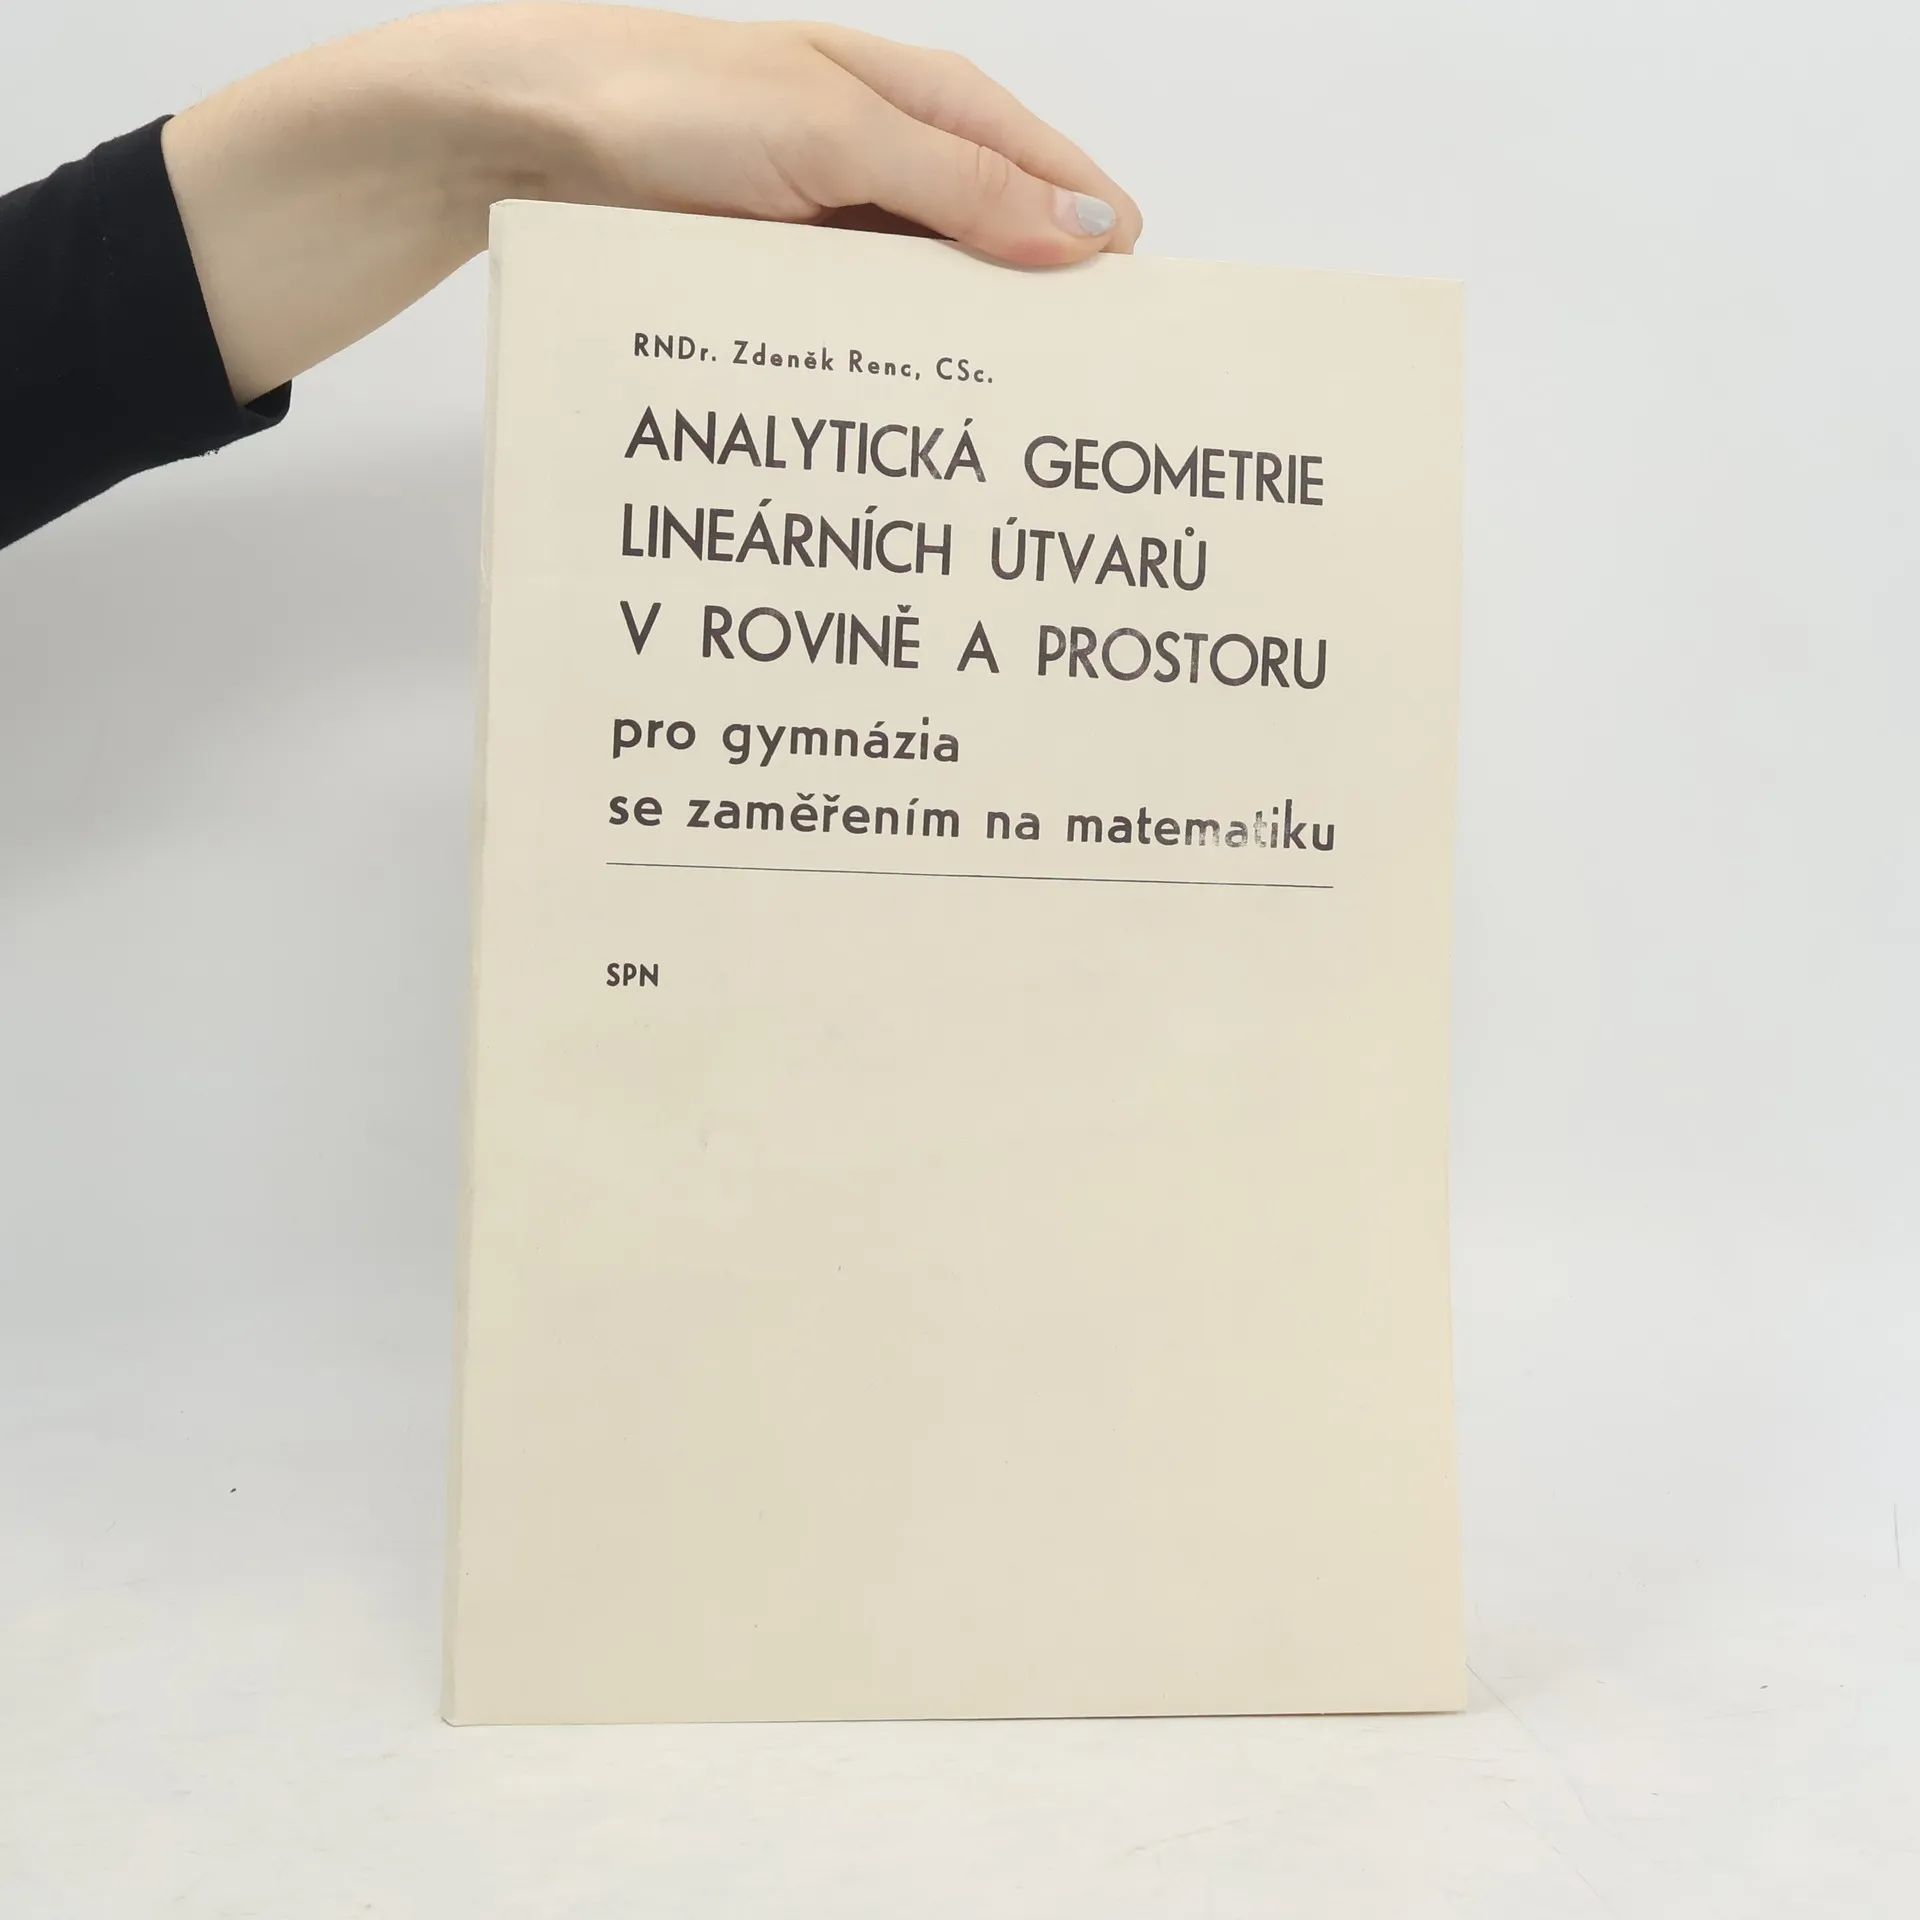 RNDr. Zdeněk Renc, CSc.
ANALYTICKÁ GEOMETRIE
LINEÁRNÍCH ÚTVARŮ
V ROVINĚ A PROSTORU
pro gymnázia
se zaměřením na matematiku
SPN